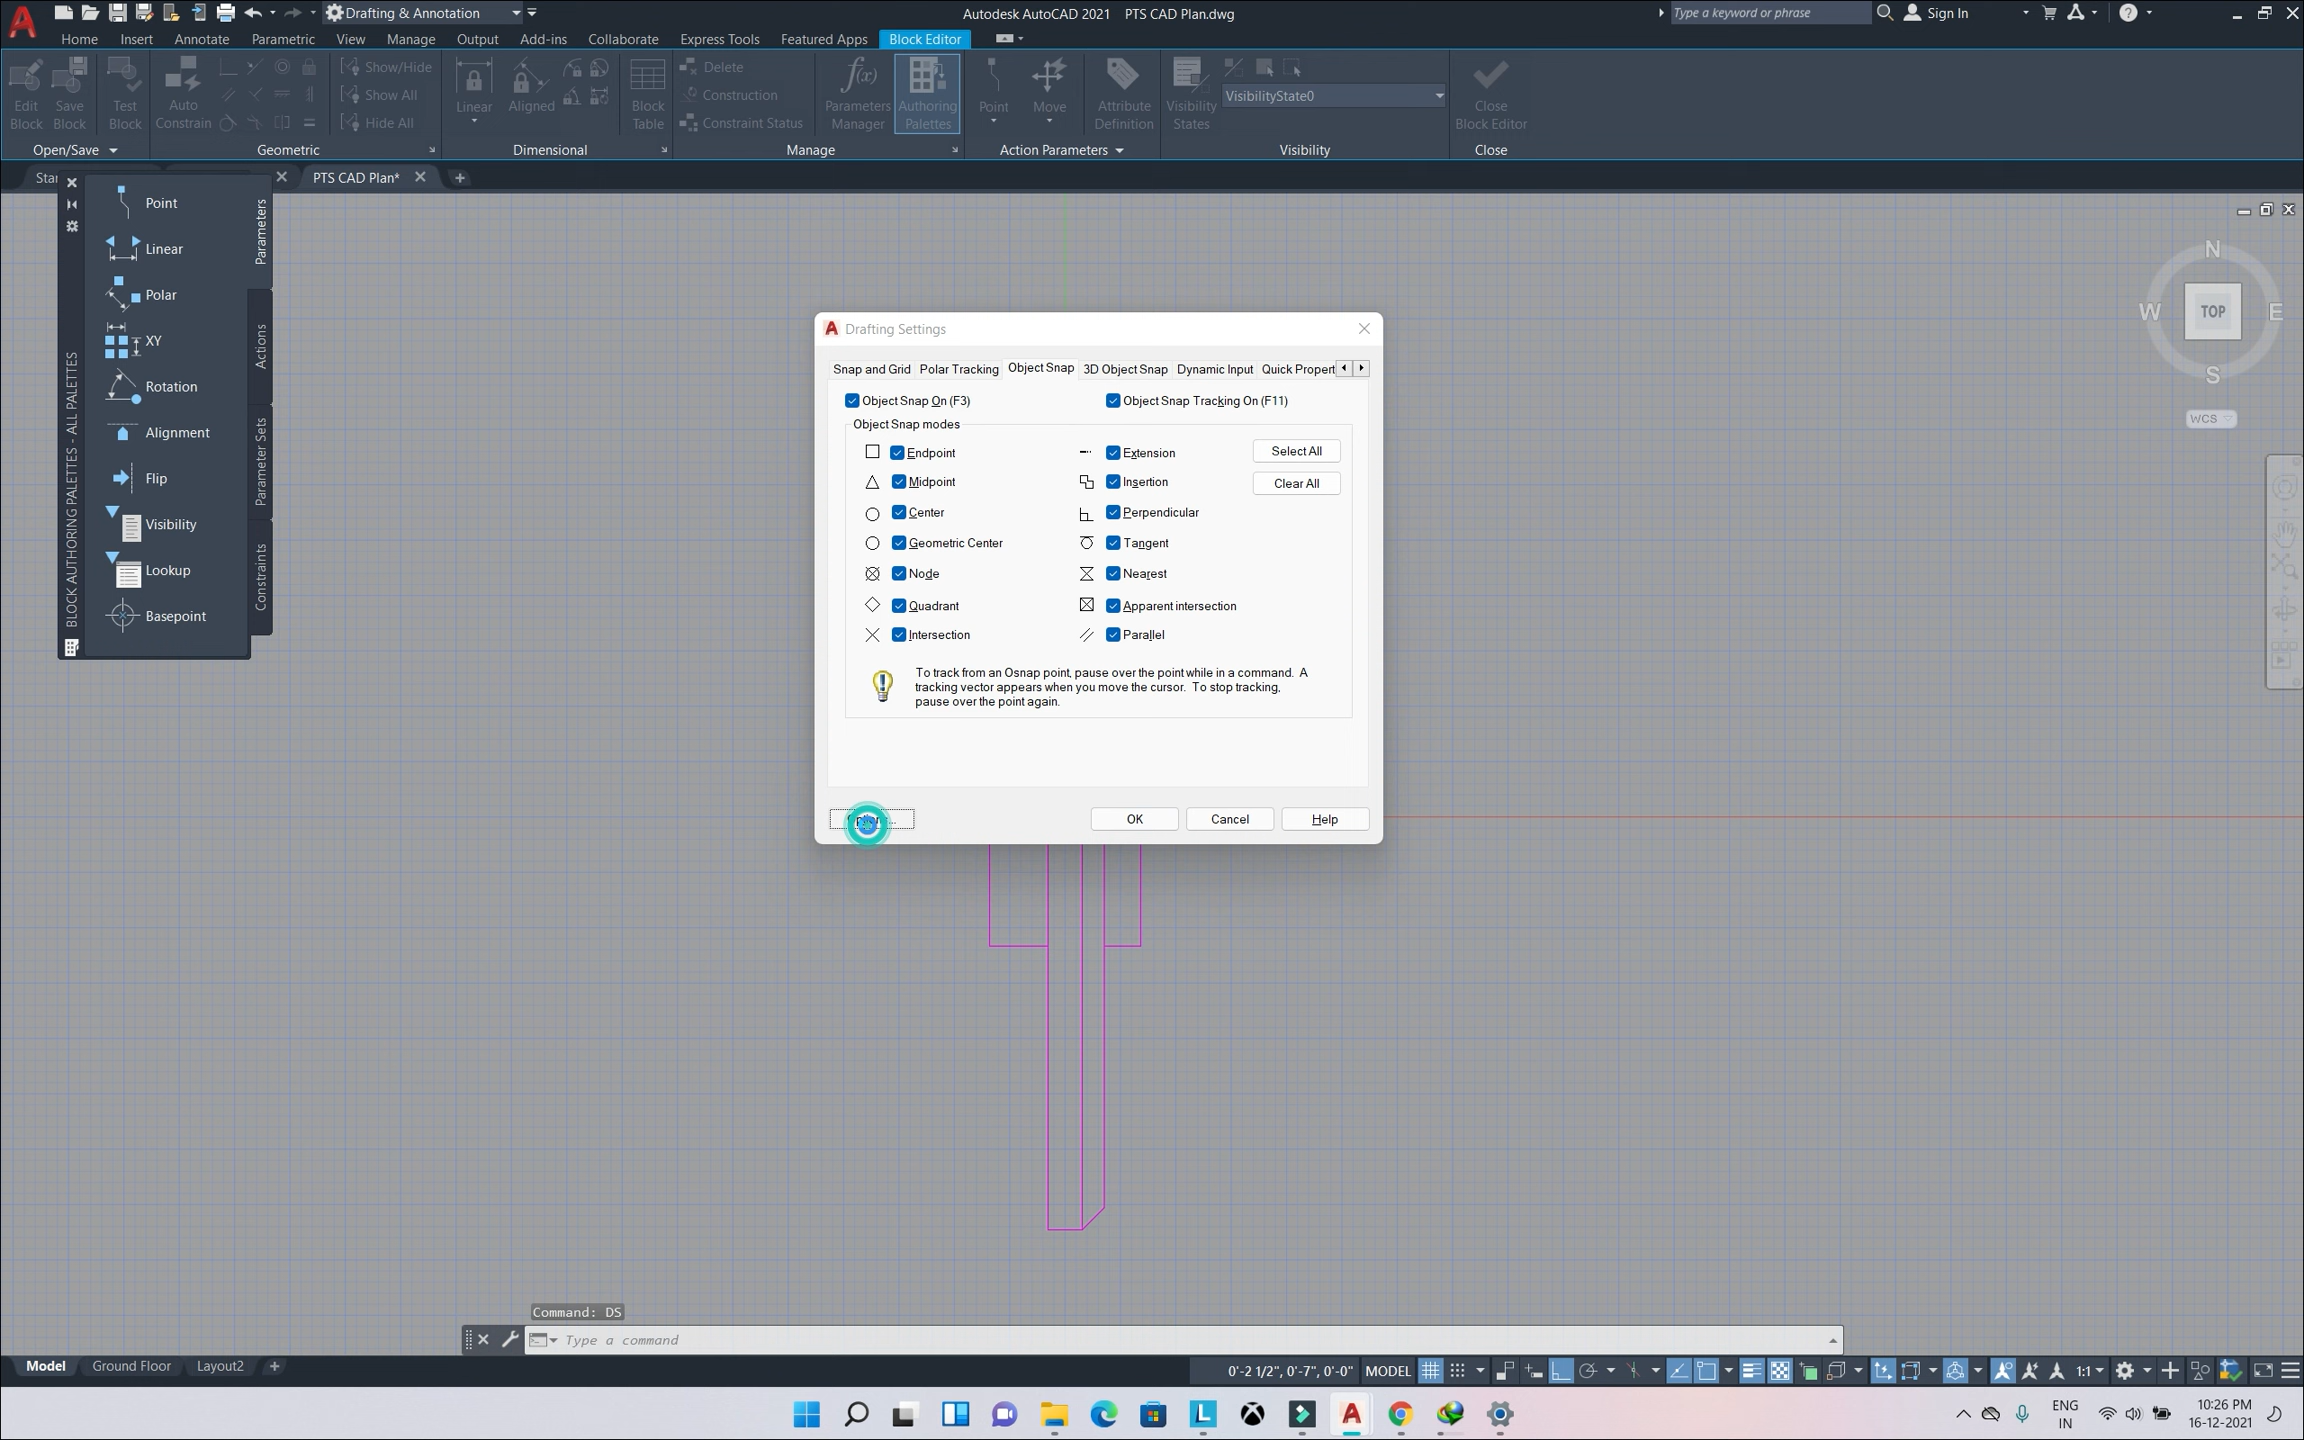 Drafting & Annotation
Autodesk AutoCAD 2021 PTS CAD Plan.dwg
Type a keyword or phrase
Sign In
Home Insert Annotate Parametric View Manage Output Add-ins Collaborate Express Tools Featured Apps Block Editor
Edit Block
Save Block
Test Block
Open/Save
Auto Constrain
Show/Hide
Show All
Hide All
Geometric
Linear
Aligned
Dimensional
Block Table
Delete
Construction
Constraint Status
Parameters Manager
Authoring Palettes
Manage
Point
Move
Action Parameters
Attribute Definition
Visibility States
VisibilityState0
Visibility
Close Block Editor
Close
Star
PTS CAD Plan*
Point
Linear
Polar
XY
Rotation
Alignment
Flip
Visibility
Lookup
Basepoint
Parameters
Actions
Parameter Sets
Constraints
BLOCK AUTHORING PALETTES - ALL PALETTES
N
W TOP E
S
WCS
Drafting Settings
Snap and Grid Polar Tracking Object Snap 3D Object Snap Dynamic Input Quick Propert
Object Snap On (F3)
Object Snap Tracking On (F11)
Object Snap modes
Endpoint
Midpoint
Center
Geometric Center
Node
Quadrant
Intersection
Extension
Insertion
Perpendicular
Tangent
Nearest
Apparent intersection
Parallel
Select All
Clear All
To track from an Osnap point, pause over the point while in a command. A
tracking vector appears when you move the cursor. To stop tracking,
pause over the point again.
OK Cancel Help
Command: DS
Type a command
Model Ground Floor Layout2
0'-2 1/2", 0'-7", 0'-0" MODEL
1:1
ENG
IN
10:26 PM
16-12-2021